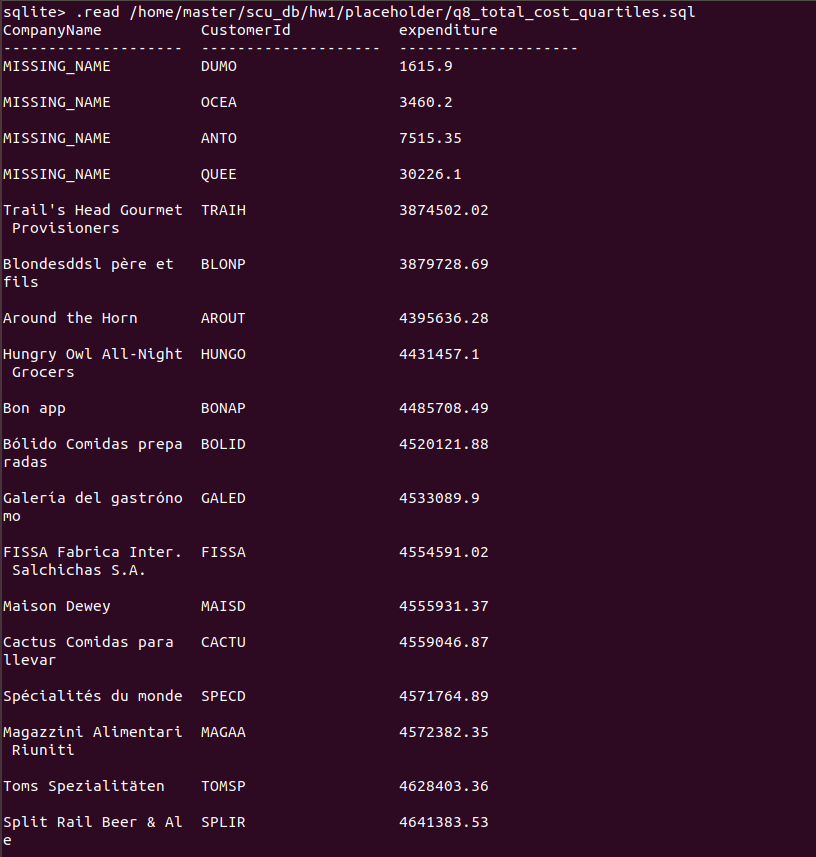 sqlite> .read /home/master/scu_db/hw1/placeholder/q8_total_cost_quartiles.sql
CompanyName           CustomerId            expenditure
--------------------  --------------------  --------------------
MISSING_NAME          DUMO                  1615.9
MISSING_NAME          OCEA                  3460.2
MISSING_NAME          ANTO                  7515.35
MISSING_NAME          QUEE                  30226.1
Trail's Head Gourmet  TRAIH                 3874502.02
 Provisioners
Blondesddsl père et   BLONP                 3879728.69
fils
Around the Horn       AROUT                 4395636.28
Hungry Owl All-Night  HUNGO                 4431457.1
 Grocers
Bon app               BONAP                 4485708.49
Bólido Comidas prepa  BOLID                 4520121.88
radas
Galería del gastróno  GALED                 4533089.9
mo
FISSA Fabrica Inter.  FISSA                 4554591.02
 Salchichas S.A.
Maison Dewey          MAISD                 4555931.37
Cactus Comidas para   CACTU                 4559046.87
llevar
Spécialités du monde  SPECD                 4571764.89
Magazzini Alimentari  MAGAA                 4572382.35
 Riuniti
Toms Spezialitäten    TOMSP                 4628403.36
Split Rail Beer & Al  SPLIR                 4641383.53
e